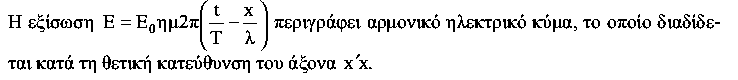 Η εξίσωση E = E₀ημ2π(t/T − x/λ) περιγράφει αρμονικό ηλεκτρικό κύμα, το οποίο διαδίδε-
ται κατά τη θετική κατεύθυνση του άξονα x΄x.